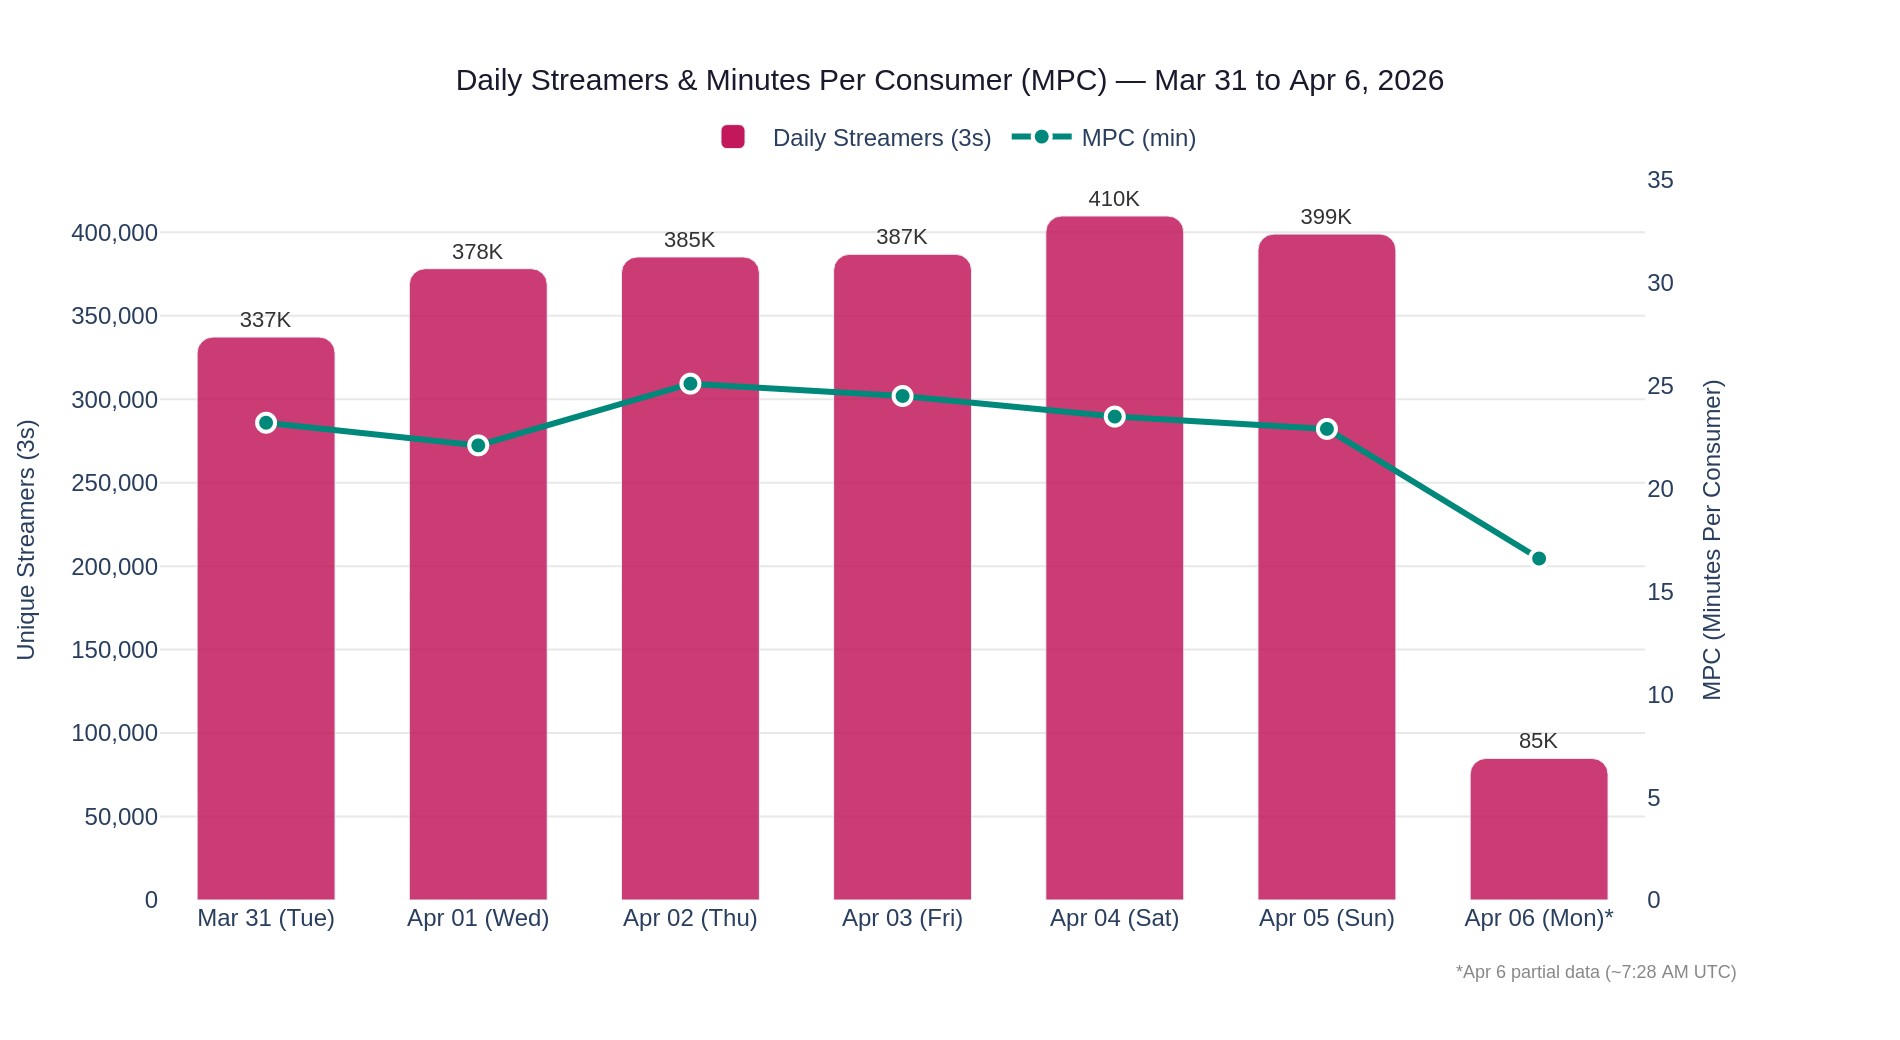 Daily Streamers & Minutes Per Consumer (MPC) — Mar 31 to Apr 6, 2026
Daily Streamers (3s) MPC (min)
Unique Streamers (3s)
400,000
350,000
300,000
250,000
200,000
150,000
100,000
50,000
0
337K
378K
385K
387K
410K
399K
85K
35
30
25
20
15
10
5
0
MPC (Minutes Per Consumer)
Mar 31 (Tue) Apr 01 (Wed) Apr 02 (Thu) Apr 03 (Fri) Apr 04 (Sat) Apr 05 (Sun) Apr 06 (Mon)*
*Apr 6 partial data (~7:28 AM UTC)